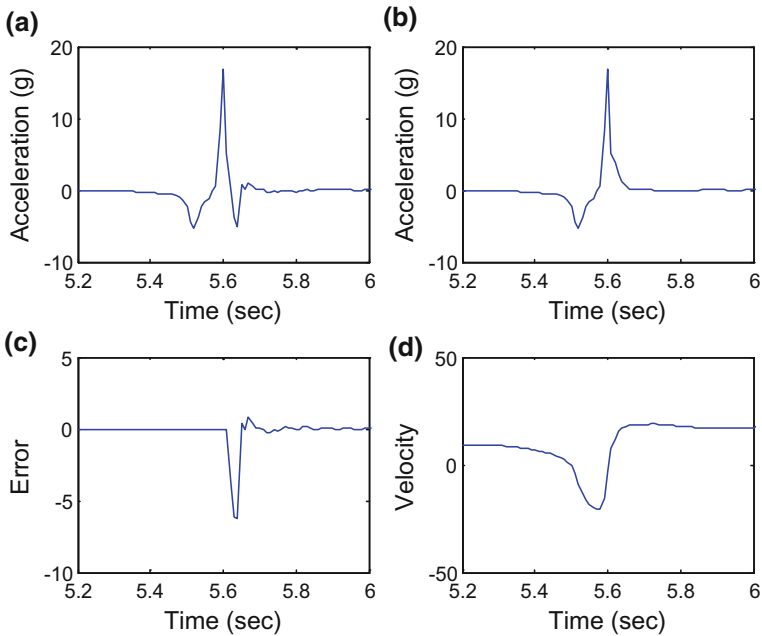 (a)
20
10
0
-10
Acceleration (g)
5.2 5.4 5.6 5.8 6
Time (sec)
(b)
20
10
0
-10
Acceleration (g)
5.2 5.4 5.6 5.8 6
Time (sec)
(c)
5
0
-5
-10
Error
5.2 5.4 5.6 5.8 6
Time (sec)
(d)
50
0
-50
Velocity
5.2 5.4 5.6 5.8 6
Time (sec)